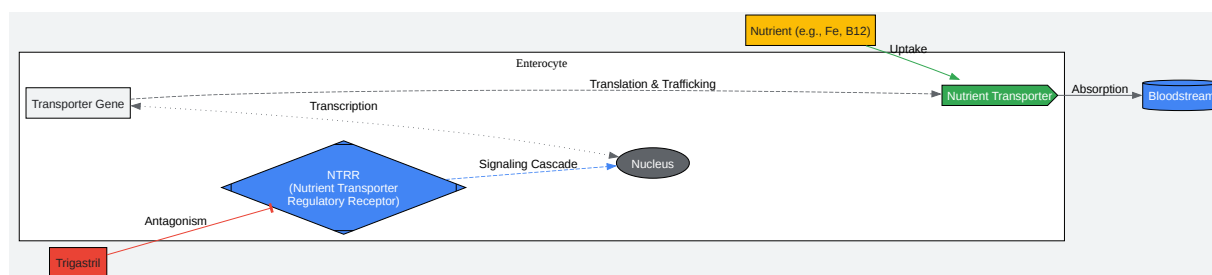 Nutrient (e.g., Fe, B12)
Uptake
Enterocyte
Translation & Trafficking
Absorption
Transporter Gene
Nutrient Transporter
Bloodstream
Transcription
Signaling Cascade
Nucleus
NTRR
(Nutrient Transporter
Regulatory Receptor)
Antagonism
Trigastril